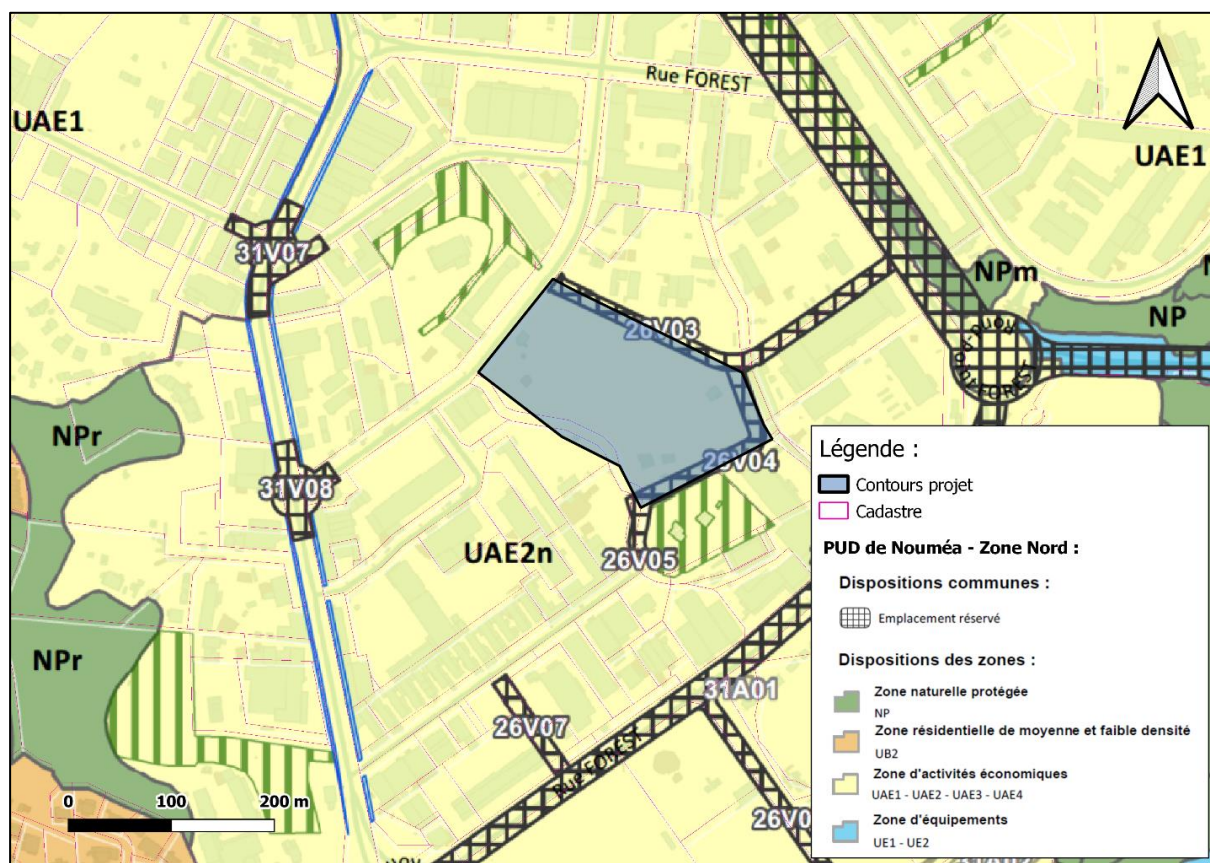 Rue FOREST
UAE1
UAE1
31V07
NPm
NP
26V03
Rond-Point FOREST
NPr
26V04
31V08
UAE2n
26V05
NPr
31A01
26V07
Rue FOREST
0 100 200 m
Légende :
Contours projet
Cadastre
PUD de Nouméa - Zone Nord :
Dispositions communes :
Emplacement réservé
Dispositions des zones :
Zone naturelle protégée
NP
Zone résidentielle de moyenne et faible densité
UB2
Zone d'activités économiques
UAE1 - UAE2 - UAE3 - UAE4
Zone d'équipements
UE1 - UE2